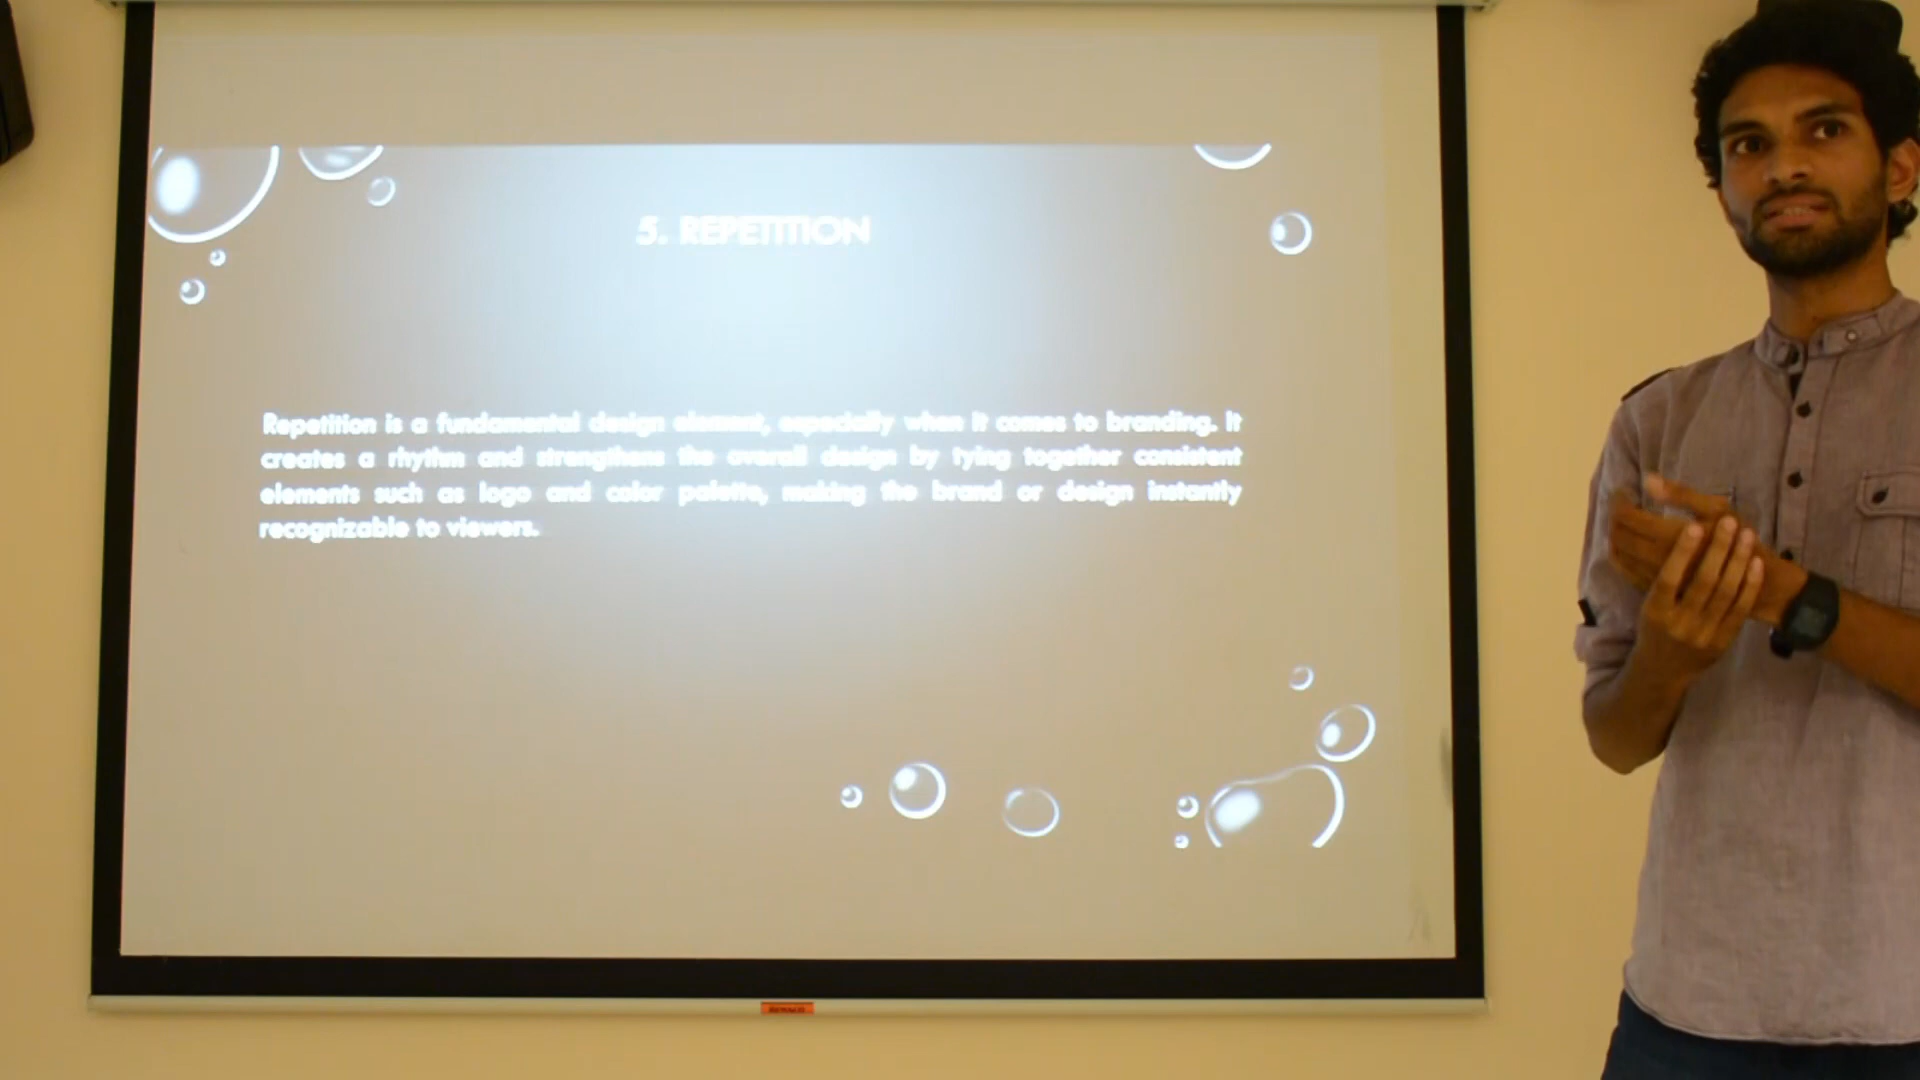 5. REPETITION
Repetition is a fundamental design element, especially when it comes to branding. It
creates a rhythm and strengthens the overall design by tying together consistent
elements such as logo and color palette, making the brand or design instantly
recognizable to viewers.